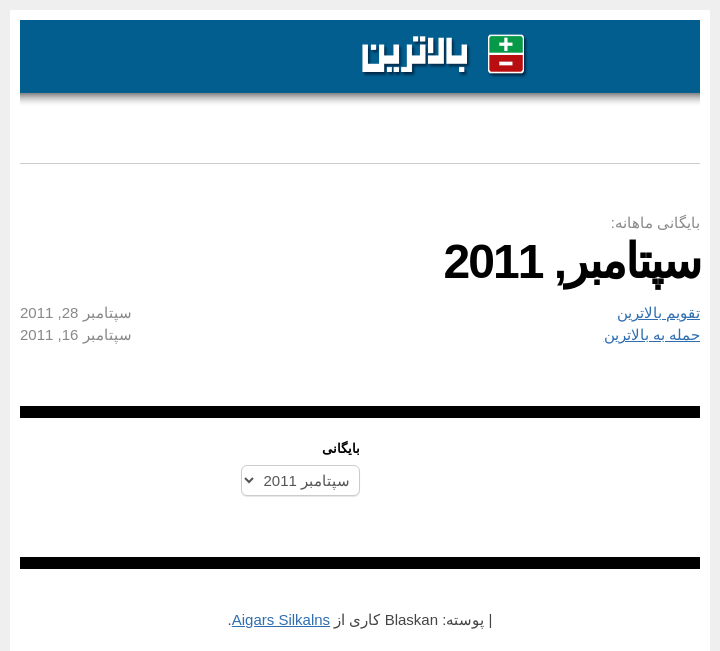 بالاترین
بایگانی ماهانه:
سپتامبر, 2011
تقویم بالاترین سپتامبر 28, 2011
حمله به بالاترین سپتامبر 16, 2011
بایگانی
سپتامبر 2011
| پوسته: Blaskan کاری از Aigars Silkalns.